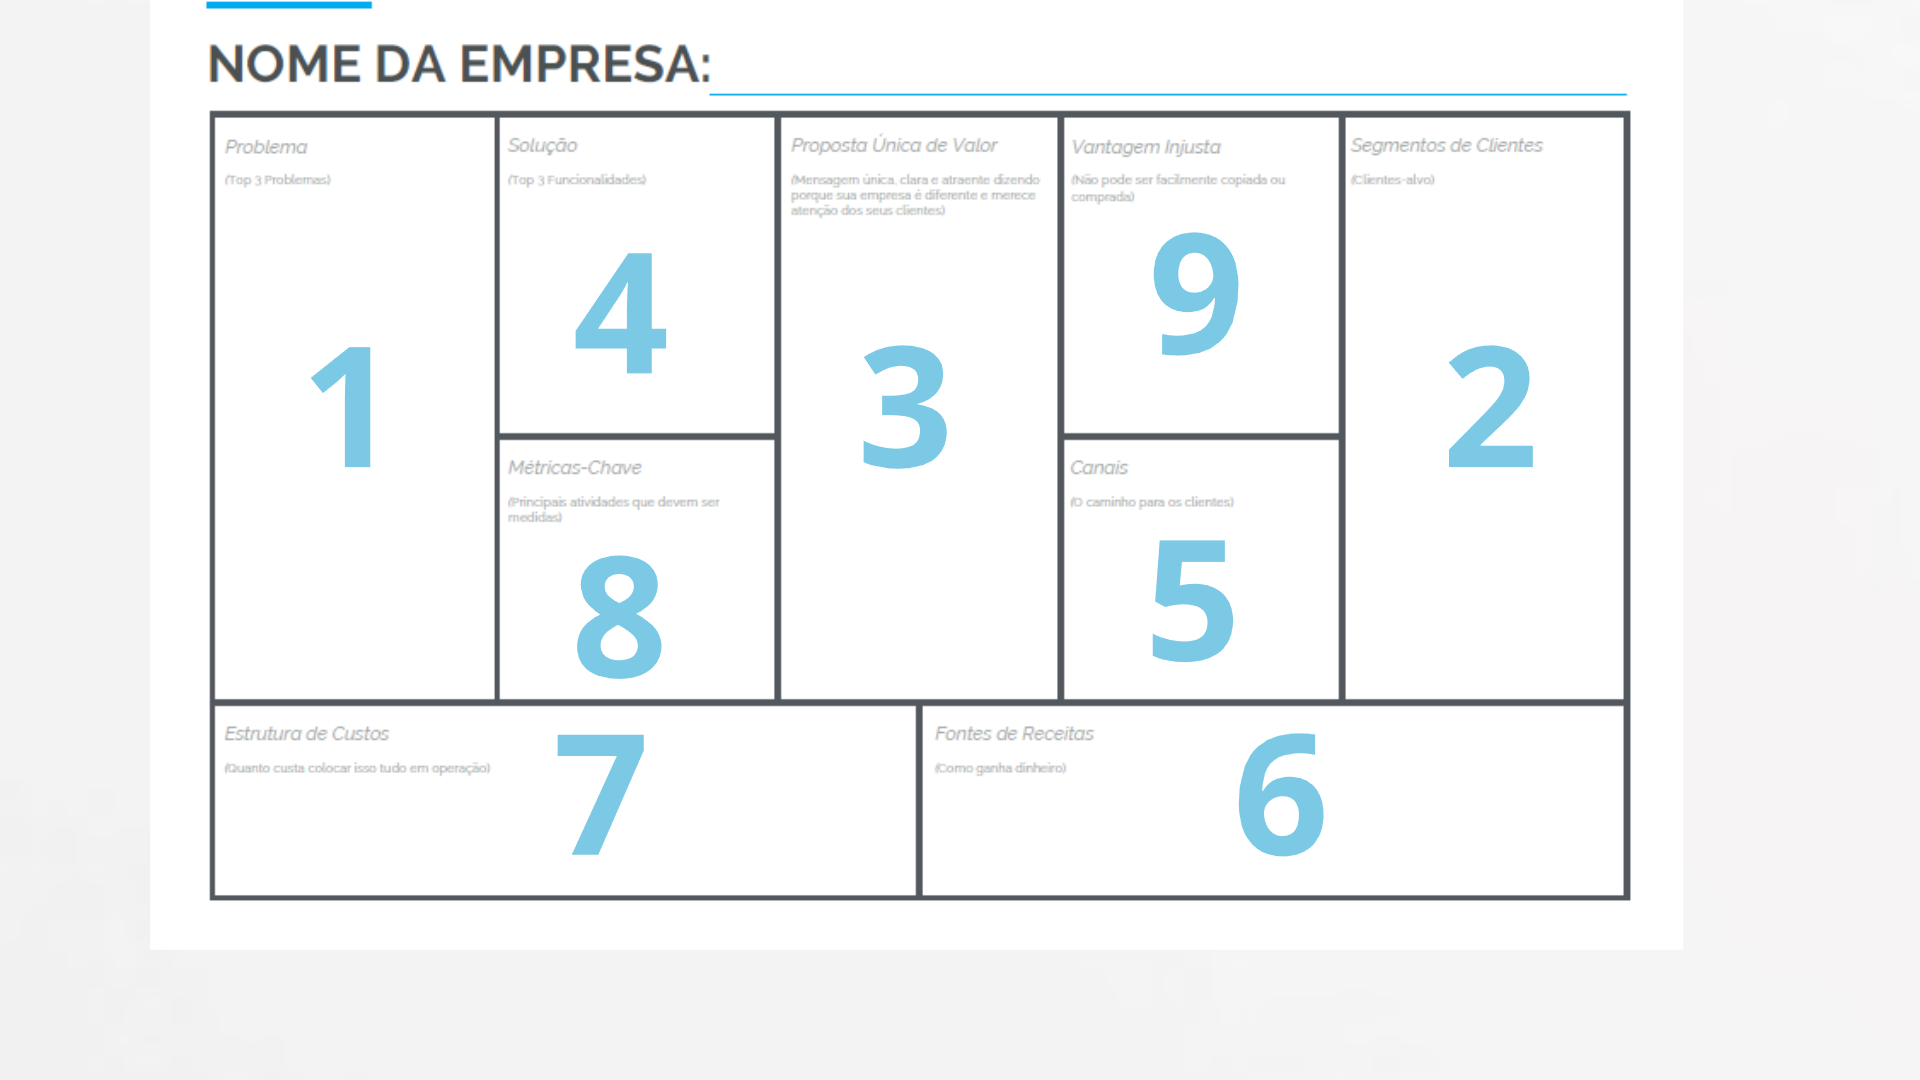 NOME DA EMPRESA:
Problema
(Top 3 Problemas)
1
Solução
(Top 3 Funcionalidades)
4
Métricas-Chave
(Principais atividades que devem ser
medidas)
8
Proposta Única de Valor
(Mensagem única, clara e atraente dizendo
porque sua empresa é diferente e merece
atenção dos seus clientes)
3
Vantagem Injusta
(Não pode ser facilmente copiada ou
comprada)
9
Canais
(O caminho para os clientes)
5
Segmentos de Clientes
(Clientes-alvo)
2
Estrutura de Custos
(Quanto custa colocar isso tudo em operação)
7
Fontes de Receitas
(Como ganha dinheiro)
6